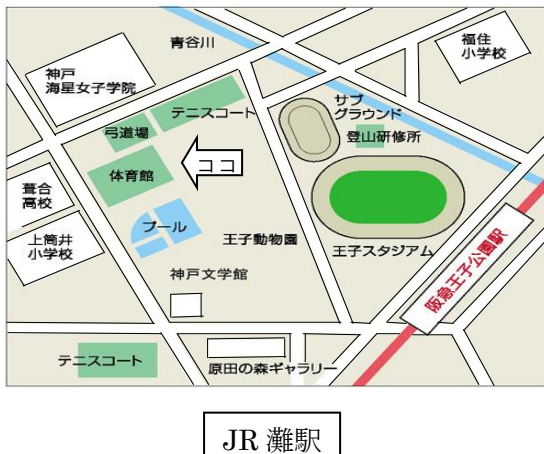 青谷川
福住
小学校
神戸
海星女子学院
テニスコート
サブ
グラウンド
弓道場
登山研修所
ココ
体育館
葺合
高校
プール
王子動物園
王子スタジアム
上筒井
小学校
阪急王子公園駅
神戸文学館
テニスコート
原田の森ギャラリー
JR 灘駅